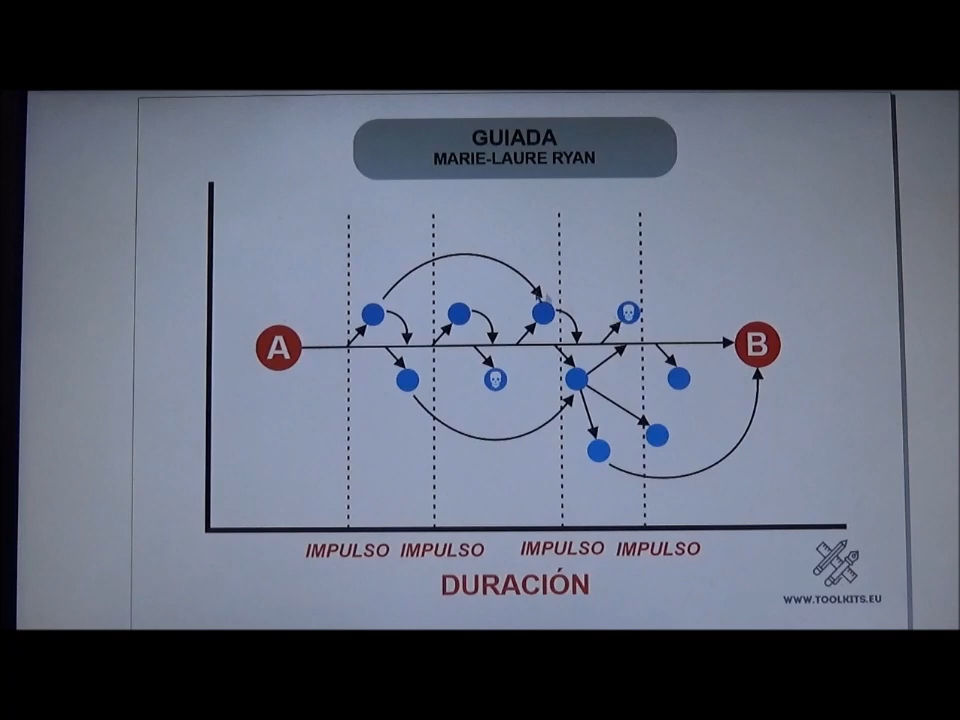 GUIADA
MARIE-LAURE RYAN
A
B
IMPULSO IMPULSO IMPULSO IMPULSO
DURACIÓN
WWW.TOOLKITS.EU